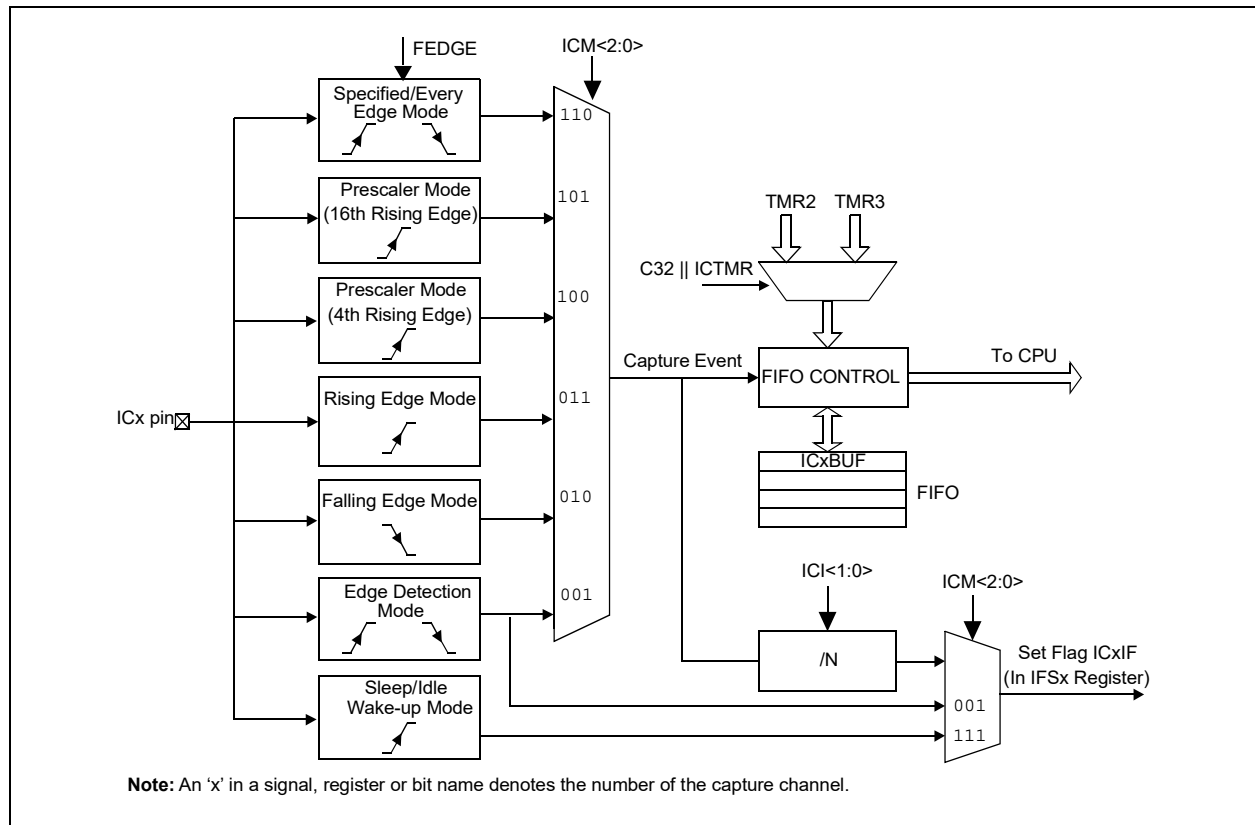 FEDGE
ICM<2:0>
Specified/Every
Edge Mode
110
Prescaler Mode
(16th Rising Edge)
101
TMR2
TMR3
C32 || ICTMR
Prescaler Mode
(4th Rising Edge)
100
Capture Event
FIFO CONTROL
To CPU
ICx pin
Rising Edge Mode
011
ICxBUF
FIFO
Falling Edge Mode
010
Edge Detection
Mode
001
ICI<1:0>
ICM<2:0>
/N
Set Flag ICxIF
(In IFSx Register)
001
111
Sleep/Idle
Wake-up Mode
Note: An ‘x’ in a signal, register or bit name denotes the number of the capture channel.